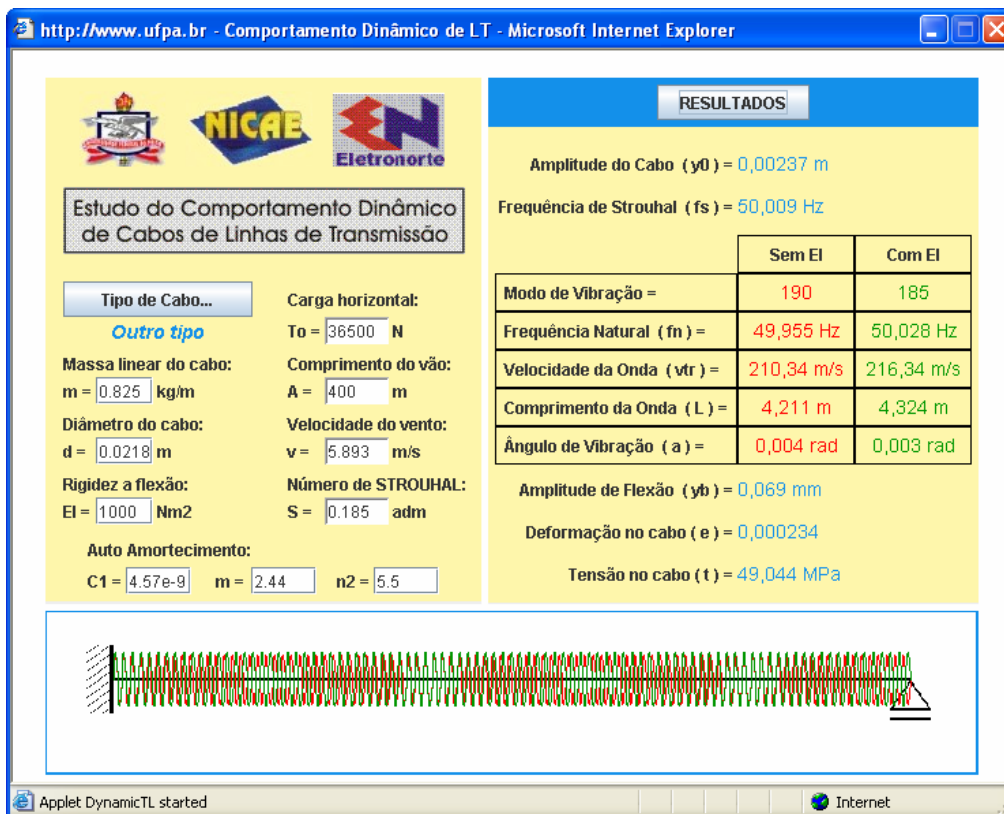 http://www.ufpa.br - Comportamento Dinâmico de LT - Microsoft Internet Explorer
NICAE
Eletronorte
Estudo do Comportamento Dinâmico
de Cabos de Linhas de Transmissão
Tipo de Cabo...
Outro tipo
Carga horizontal:
To = 36500 N
Massa linear do cabo:
m = 0.825 kg/m
Comprimento do vão:
A = 400 m
Diâmetro do cabo:
d = 0.0218 m
Velocidade do vento:
v = 5.893 m/s
Rigidez a flexão:
EI = 1000 Nm2
Número de STROUHAL:
S = 0.185 adm
Auto Amortecimento:
C1 = 4.57e-9 m = 2.44 n2 = 5.5
RESULTADOS
Amplitude do Cabo ( y0 ) = 0,00237 m
Frequência de Strouhal ( fs ) = 50,009 Hz
Sem EI Com EI
Modo de Vibração = 190 185
Frequência Natural ( fn ) = 49,955 Hz 50,028 Hz
Velocidade da Onda ( vtr ) = 210,34 m/s 216,34 m/s
Comprimento da Onda ( L ) = 4,211 m 4,324 m
Ângulo de Vibração ( a ) = 0,004 rad 0,003 rad
Amplitude de Flexão ( yb ) = 0,069 mm
Deformação no cabo ( e ) = 0,000234
Tensão no cabo ( t ) = 49,044 MPa
Applet DynamicTL started
Internet